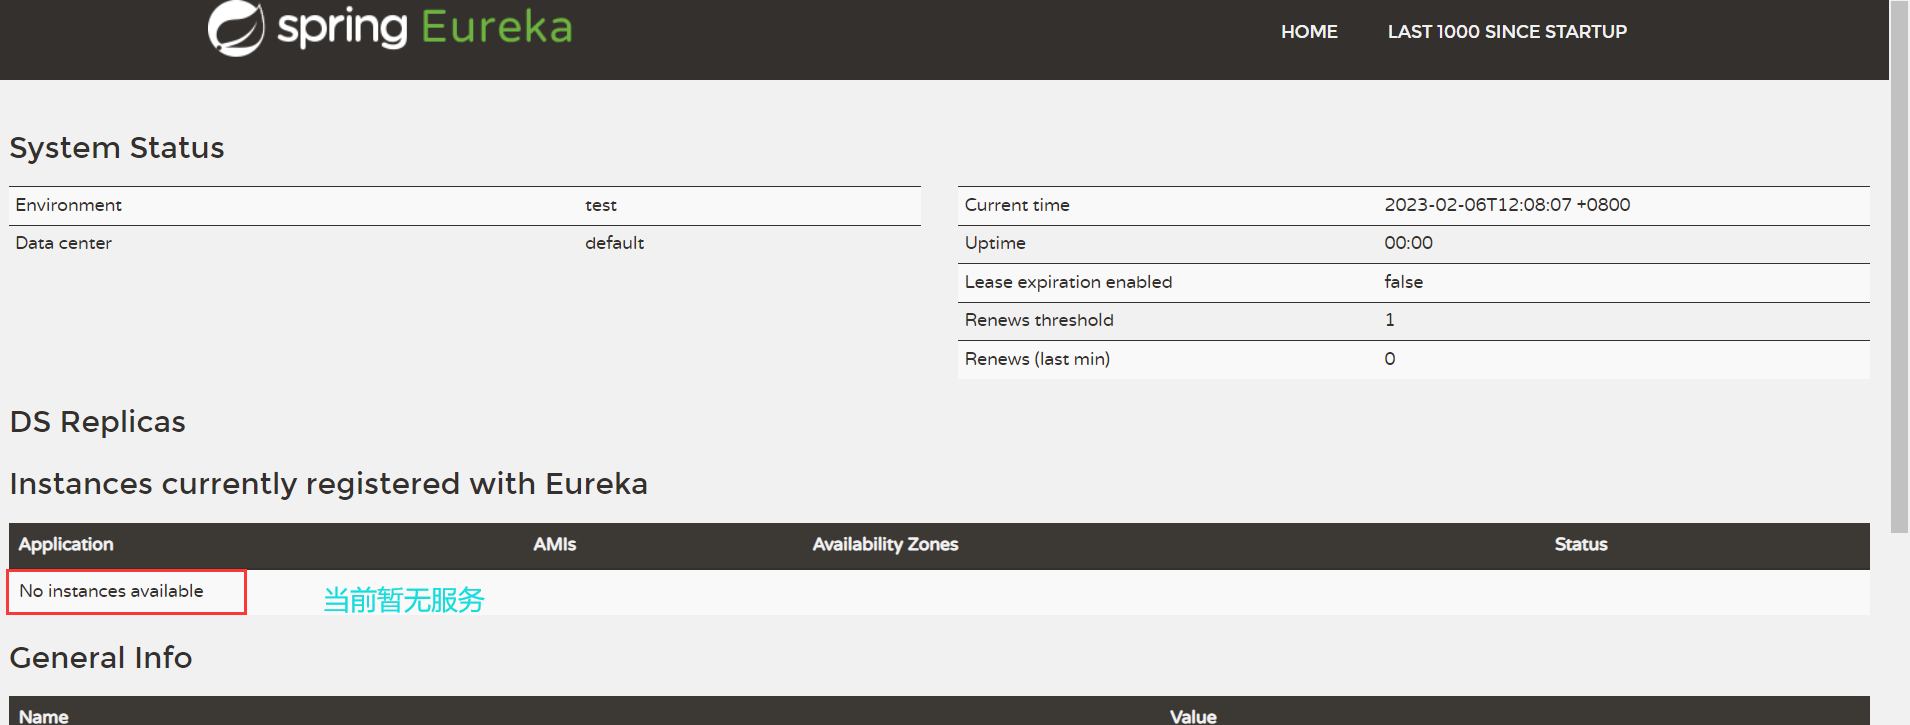 spring Eureka
HOME LAST 1000 SINCE STARTUP
System Status
Environment test
Data center default
Current time 2023-02-06T12:08:07 +0800
Uptime 00:00
Lease expiration enabled false
Renews threshold 1
Renews (last min) 0
DS Replicas
Instances currently registered with Eureka
Application AMIs Availability Zones Status
No instances available 当前暂无服务
General Info
Name Value